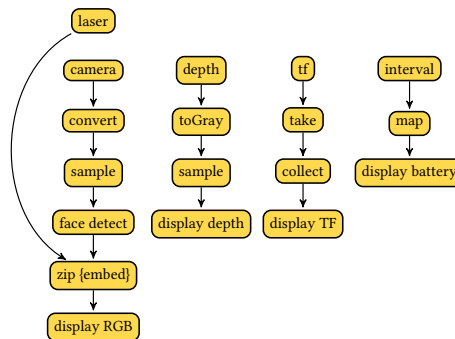 laser
camera
depth
tf
interval
convert
toGray
take
map
sample
sample
collect
display battery
face detect
display depth
display TF
zip {embed}
display RGB